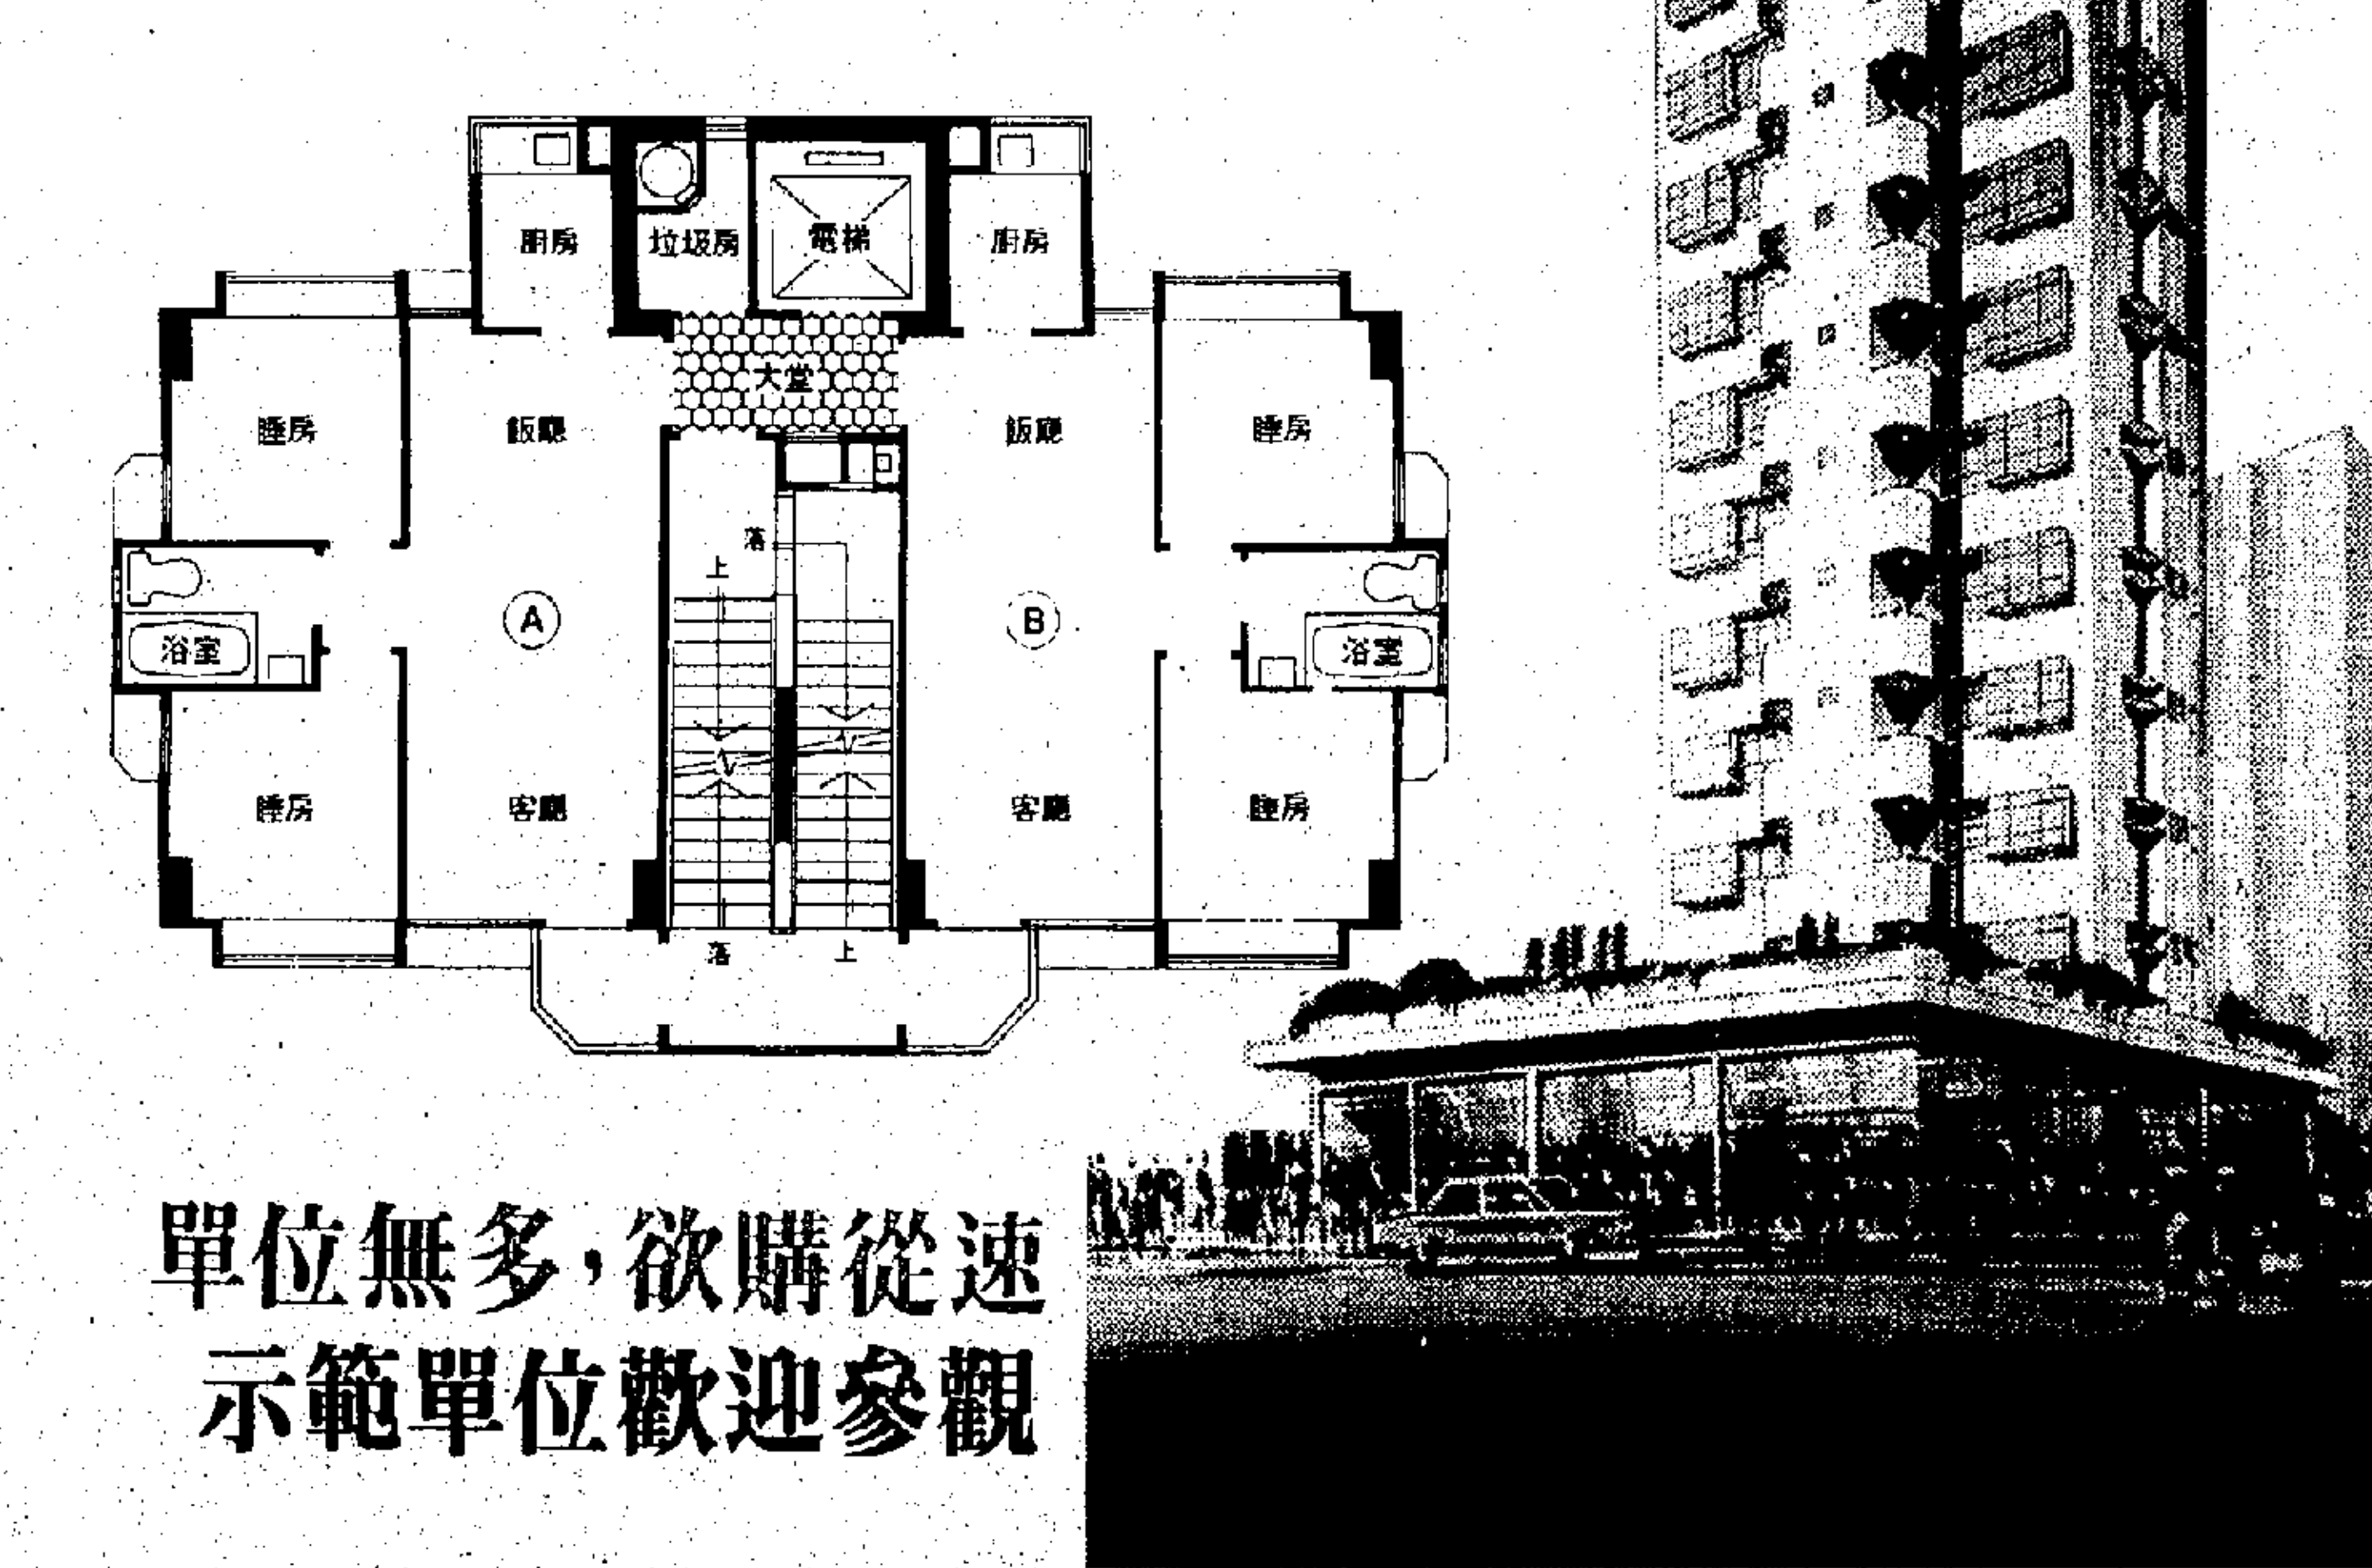 廚房 垃圾房 電梯 廚房
大堂
睡房 飯廳 飯廳 睡房
落
上
A B
浴室 浴室
睡房 客廳 客廳 睡房
落 上
單位無多，欲購從速
示範單位歡迎參觀